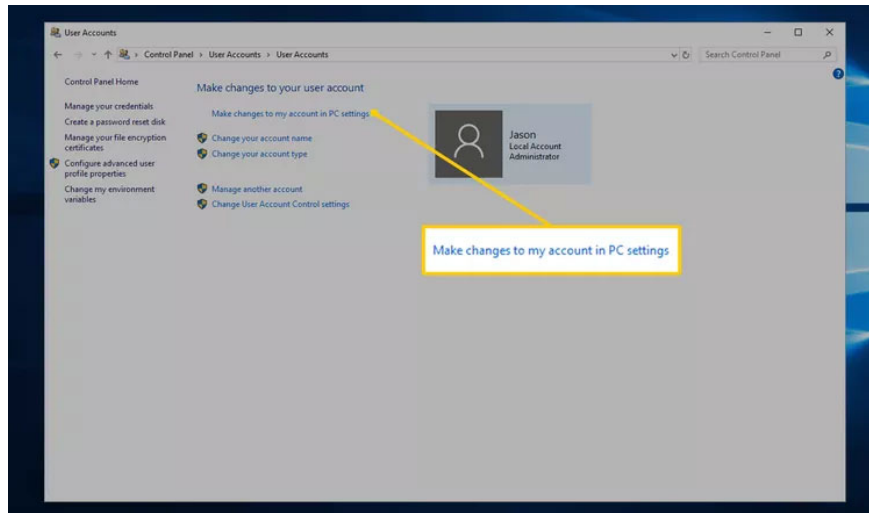 User Accounts
Control Panel > User Accounts > User Accounts
Search Control Panel
Control Panel Home
Manage your credentials
Create a password reset disk
Manage your file encryption
certificates
Configure advanced user
profile properties
Change my environment
variables
Make changes to your user account
Make changes to my account in PC settings
Change your account name
Change your account type
Manage another account
Change User Account Control settings
Jason
Local Account
Administrator
Make changes to my account in PC settings